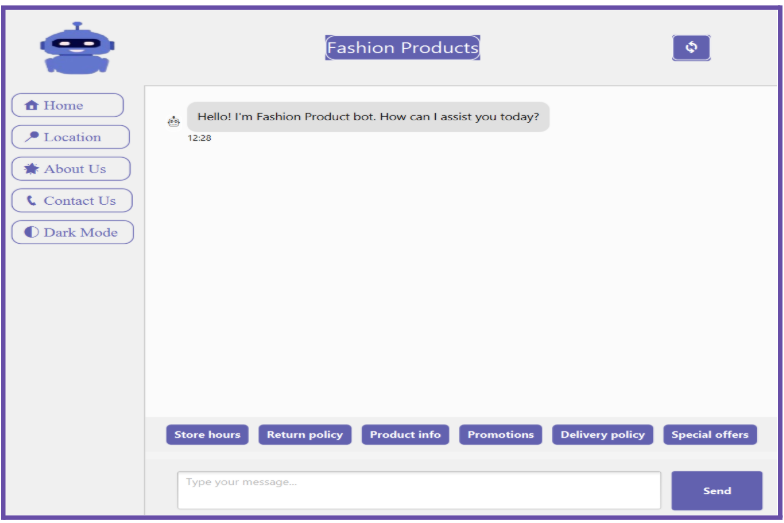 Fashion Products
Home
Location
About Us
Contact Us
Dark Mode
Hello! I'm Fashion Product bot. How can I assist you today?
12:28
Store hours Return policy Product info Promotions Delivery policy Special offers
Type your message...
Send